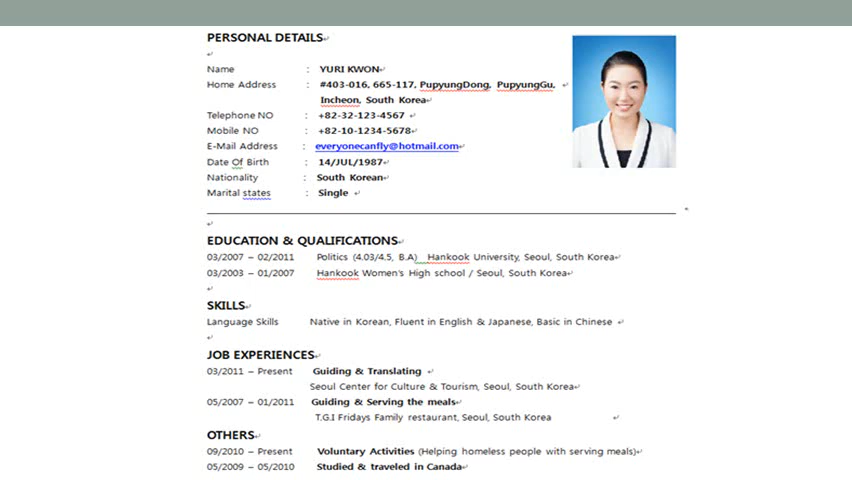 PERSONAL DETAILS
Name : YURI KWON
Home Address : #403-016, 665-117, PupyungDong, PupyungGu,
Incheon, South Korea
Telephone NO : +82-32-123-4567
Mobile NO : +82-10-1234-5678
E-Mail Address : everyonecanfly@hotmail.com
Date Of Birth : 14/JUL/1987
Nationality : South Korean
Marital states : Single
EDUCATION & QUALIFICATIONS
03/2007 – 02/2011 Politics (4.03/4.5, B.A) Hankook University, Seoul, South Korea
03/2003 – 01/2007 Hankook Women's High school / Seoul, South Korea
SKILLS
Language Skills Native in Korean, Fluent in English & Japanese, Basic in Chinese
JOB EXPERIENCES
03/2011 – Present Guiding & Translating
Seoul Center for Culture & Tourism, Seoul, South Korea
05/2007 – 01/2011 Guiding & Serving the meals
T.G.I Fridays Family restaurant, Seoul, South Korea
OTHERS
09/2010 – Present Voluntary Activities (Helping homeless people with serving meals)
05/2009 – 05/2010 Studied & traveled in Canada